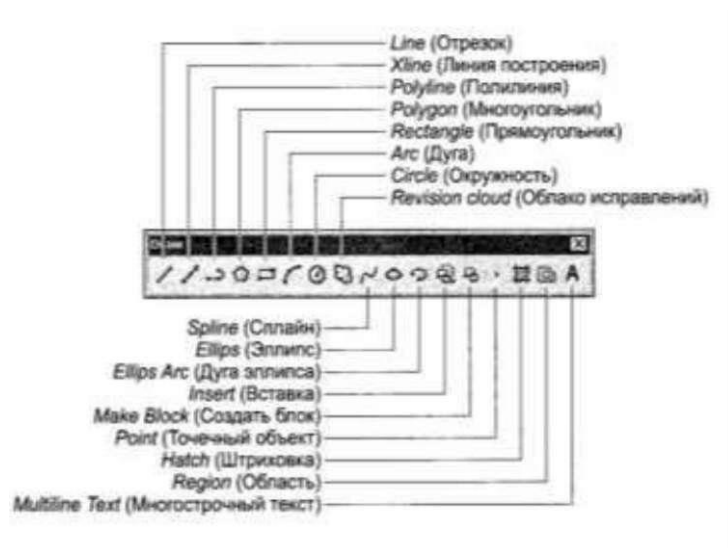 Line (Отрезок)
Xline (Линия построения)
Polyline (Полилиния)
Polygon (Многоугольник)
Rectangle (Прямоугольник)
Arc (Дуга)
Circle (Окружность)
Revision cloud (Облако исправлений)
A
Spline (Сплайн)
Ellips (Эллипс)
Ellips Arc (Дуга эллипса)
Insert (Вставка)
Make Block (Создать блок)
Point (Точечный объект)
Hatch (Штриховка)
Region (Область)
Multiline Text (Многострочный текст)